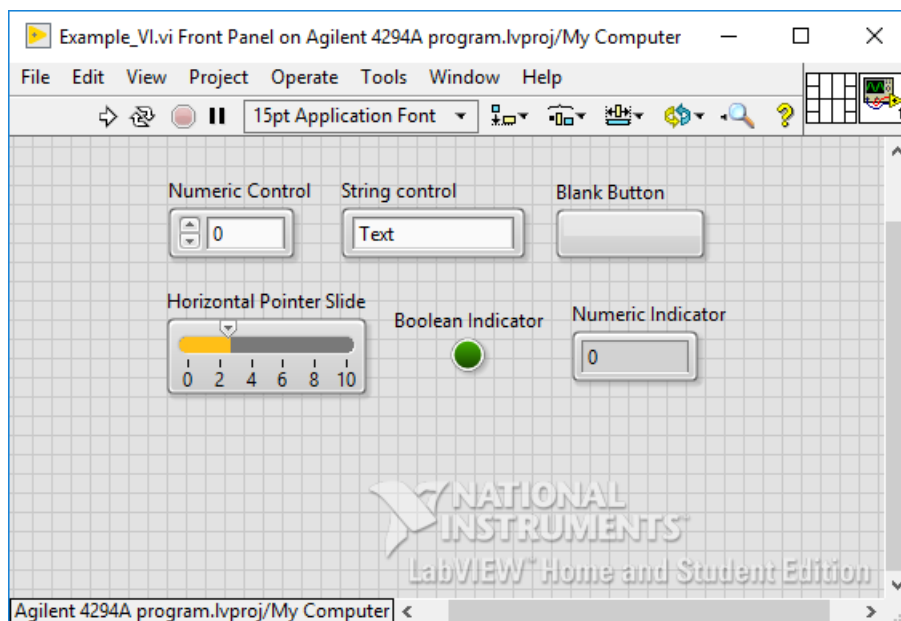 Example_VI.vi Front Panel on Agilent 4294A program.lvproj/My Computer
File Edit View Project Operate Tools Window Help
15pt Application Font
Numeric Control String control Blank Button
0 Text
Horizontal Pointer Slide Boolean Indicator Numeric Indicator
0
0 2 4 6 8 10
NATIONAL
INSTRUMENTS™
LabVIEW™ Home and Student Edition
Agilent 4294A program.lvproj/My Computer